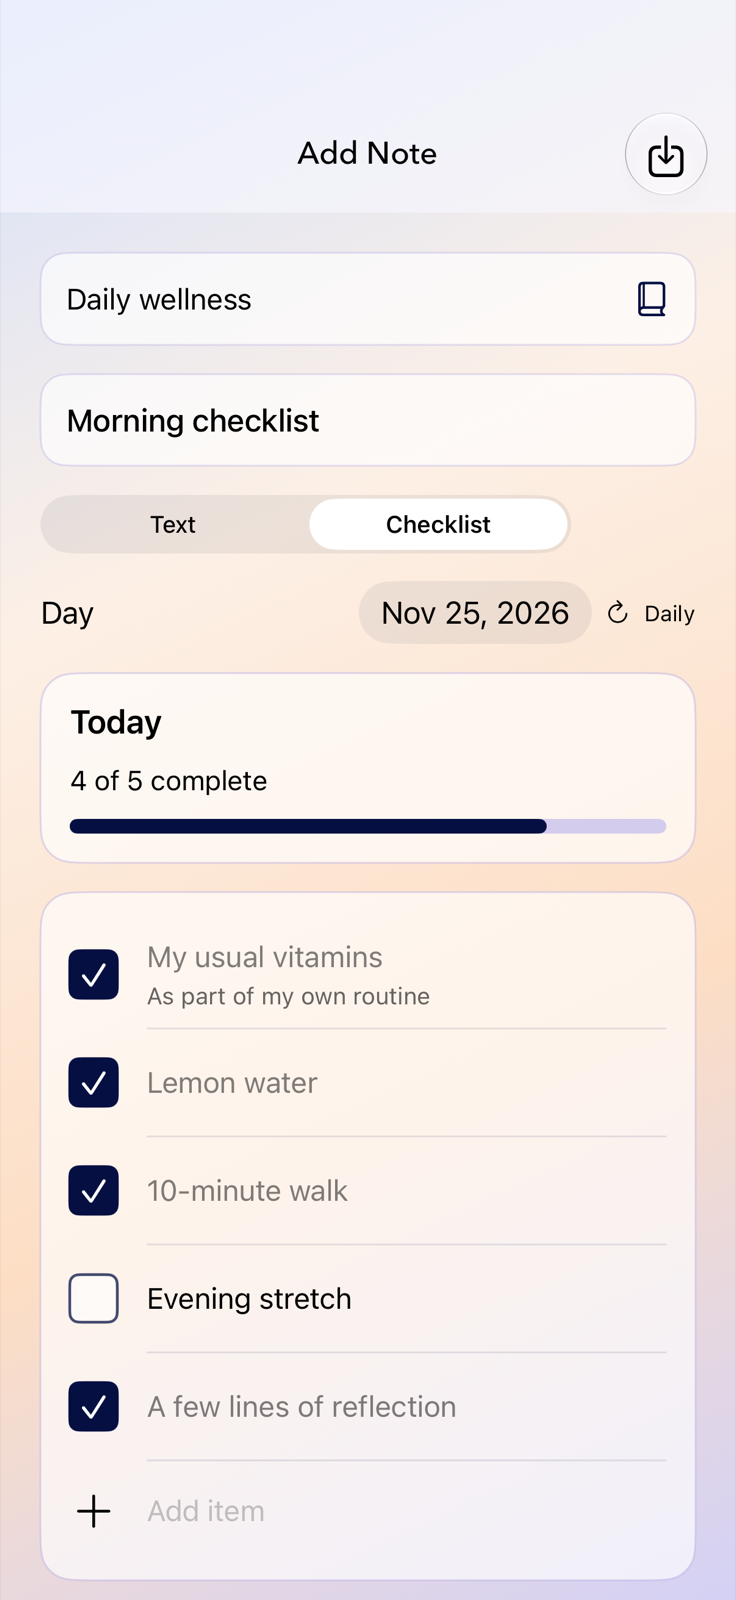 Add Note
Daily wellness
Morning checklist
Text Checklist
Day Nov 25, 2026 Daily
Today
4 of 5 complete
My usual vitamins
As part of my own routine
Lemon water
10-minute walk
Evening stretch
A few lines of reflection
Add item